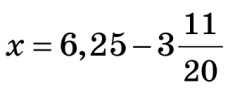 x = 6,25 − 3 11/20